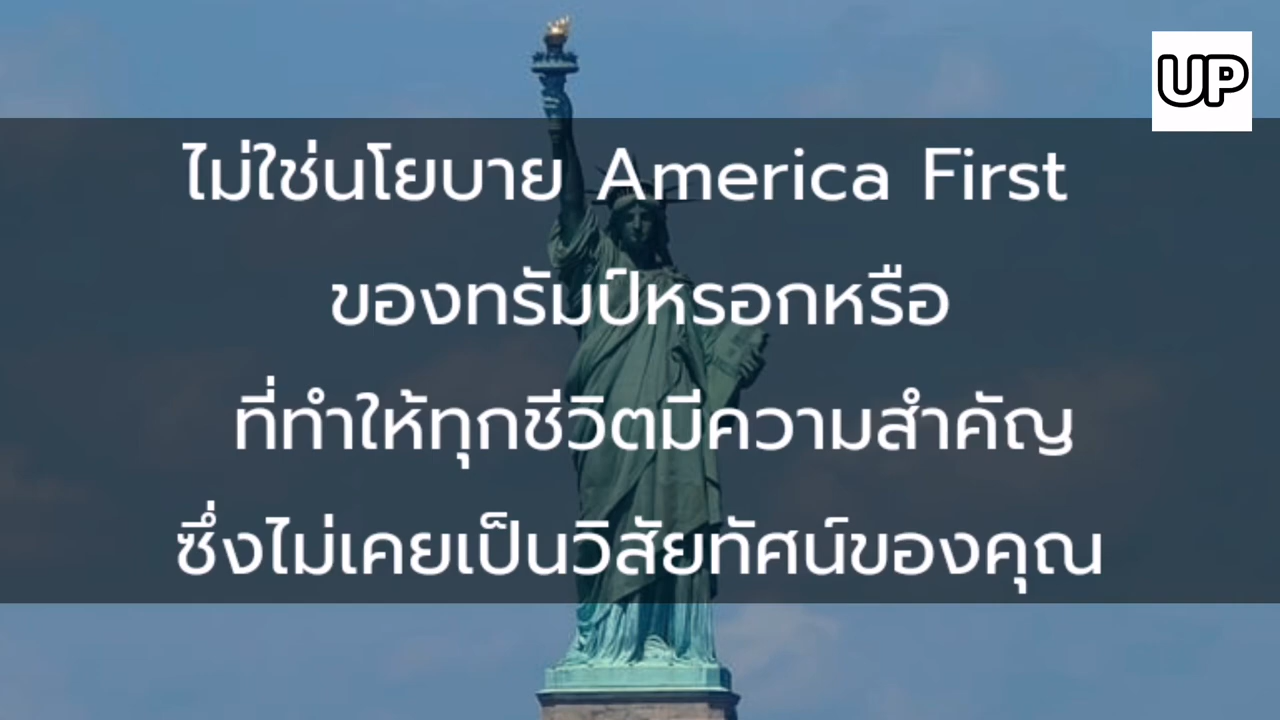 UP
ไม่ใช่นโยบาย America First
ของทรัมป์หรอกหรือ
ที่ทำให้ทุกชีวิตมีความสำคัญ
ซึ่งไม่เคยเป็นวิสัยทัศน์ของคุณ